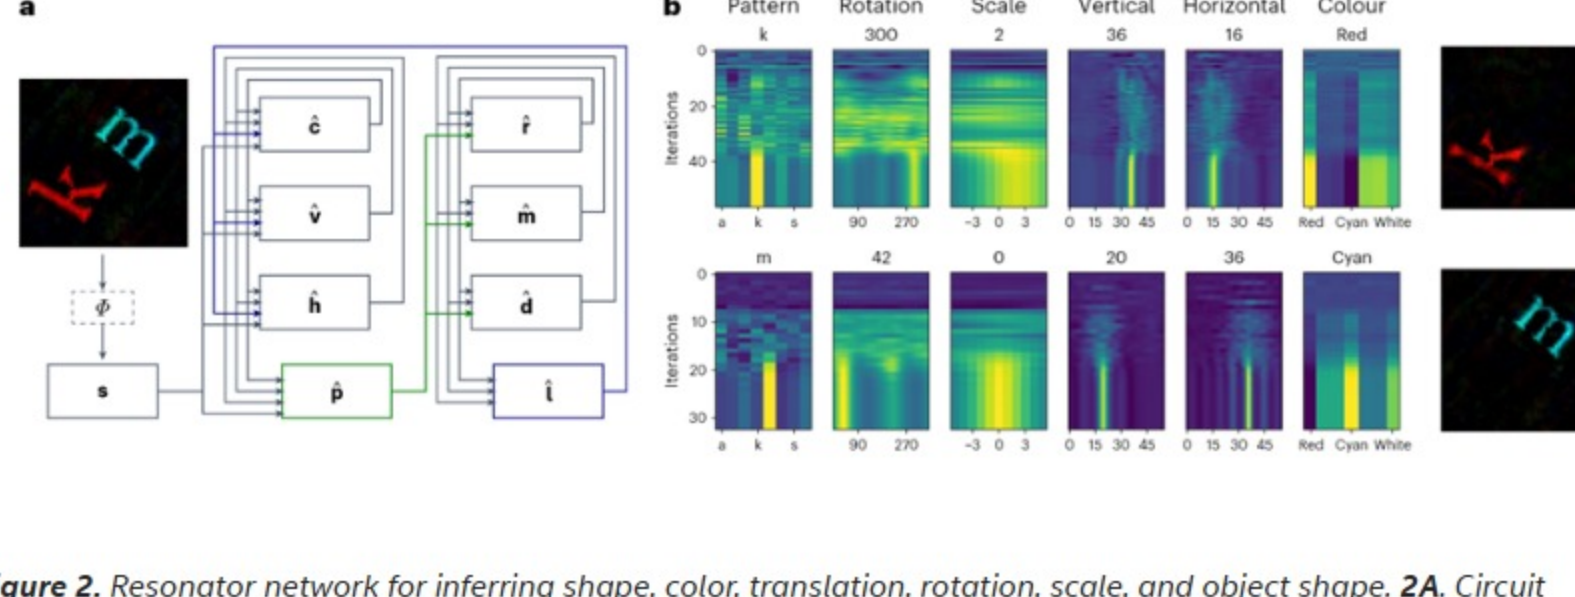 a
m
k
Φ
s
ĉ
v̂
ĥ
p̂
r̂
m̂
d̂
l̂
b
Pattern Rotation Scale Vertical Horizontal Colour
k 300 2 36 16 Red
Iterations
0
20
40
a k s 90 270 −3 0 3 0 15 30 45 0 15 30 45 Red Cyan White
k
m 42 0 20 36 Cyan
Iterations
0
10
20
30
a k s 90 270 −3 0 3 0 15 30 45 0 15 30 45 Red Cyan White
m
igure 2. Resonator network for inferring shape, color, translation, rotation, scale, and object shape. 2A. Circuit